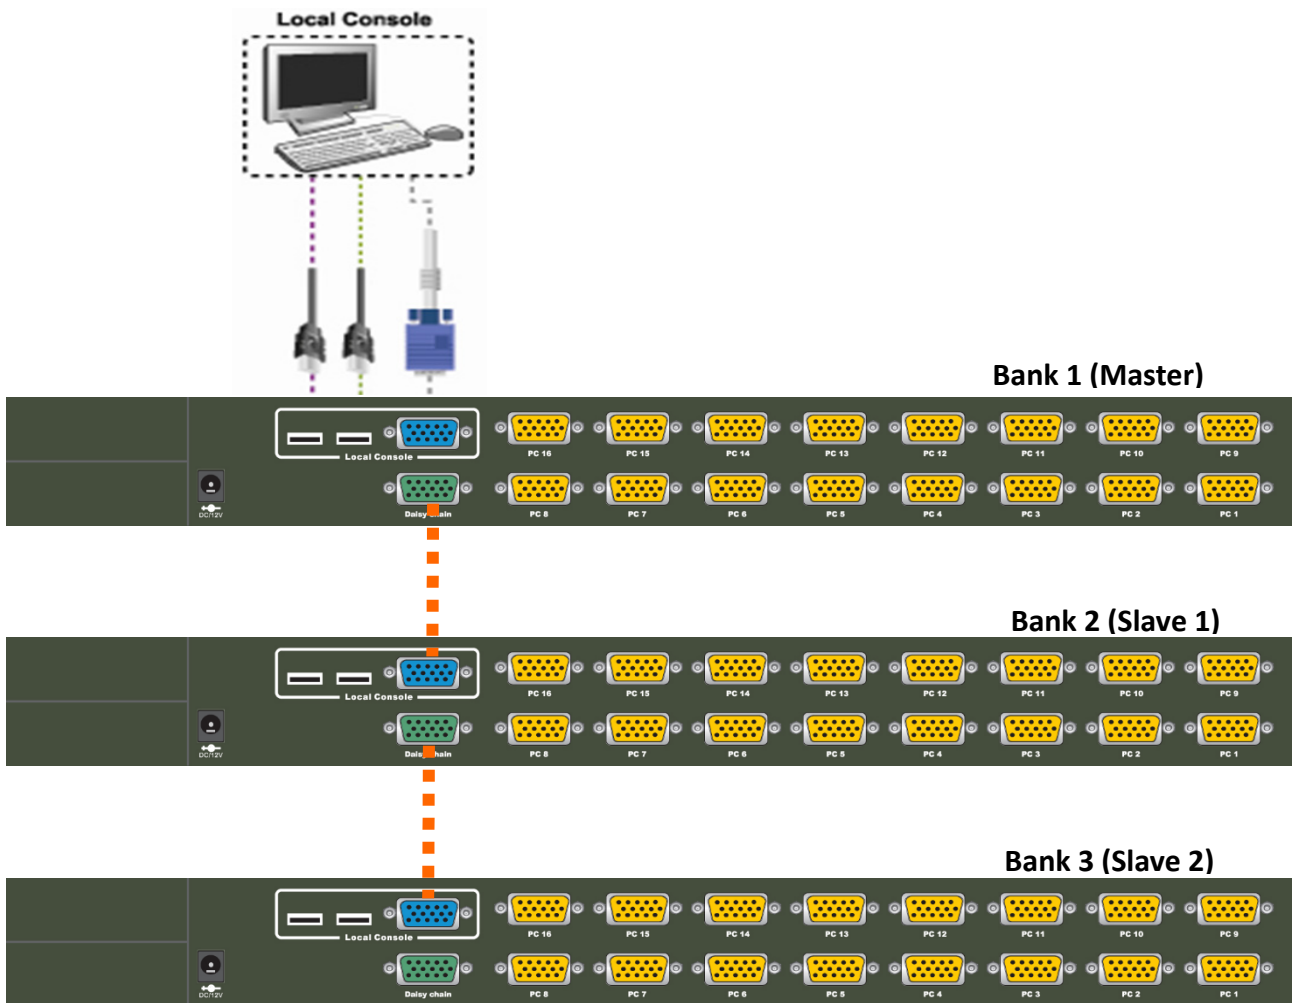 Local Console
Bank 1 (Master)
PC 16 PC 15 PC 14 PC 13 PC 12 PC 11 PC 10 PC 9
Local Console
DC/12V
Daisy chain PC 8 PC 7 PC 6 PC 5 PC 4 PC 3 PC 2 PC 1
Bank 2 (Slave 1)
PC 16 PC 15 PC 14 PC 13 PC 12 PC 11 PC 10 PC 9
Local Console
DC/12V
Daisy chain PC 8 PC 7 PC 6 PC 5 PC 4 PC 3 PC 2 PC 1
Bank 3 (Slave 2)
PC 16 PC 15 PC 14 PC 13 PC 12 PC 11 PC 10 PC 9
Local Console
DC/12V
Daisy chain PC 8 PC 7 PC 6 PC 5 PC 4 PC 3 PC 2 PC 1